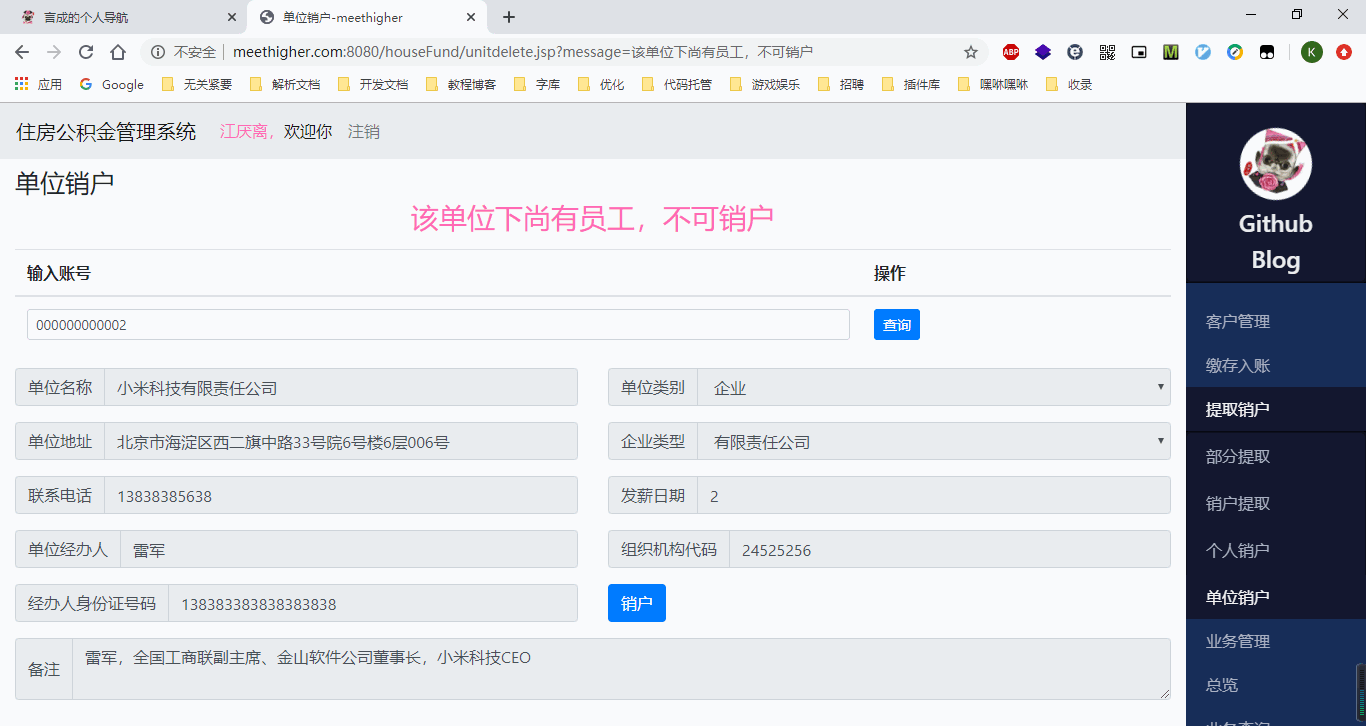 言成的个人导航
单位销户-meethigher
不安全 | meethigher.com:8080/houseFund/unitdelete.jsp?message=该单位下尚有员工，不可销户
ABP
M
K
应用 Google 无关紧要 解析文档 开发文档 教程博客 字库 优化 代码托管 游戏娱乐 招聘 插件库 嘿咻嘿咻 收录
住房公积金管理系统 江厌离，欢迎你 注销
单位销户
该单位下尚有员工，不可销户
输入账号 操作
000000000002 查询
单位名称 小米科技有限责任公司 单位类别 企业
单位地址 北京市海淀区西二旗中路33号院6号楼6层006号 企业类型 有限责任公司
联系电话 13838385638 发薪日期 2
单位经办人 雷军 组织机构代码 24525256
经办人身份证号码 138383383838383838 销户
备注 雷军，全国工商联副主席、金山软件公司董事长，小米科技CEO
Github
Blog
客户管理
缴存入账
提取销户
部分提取
销户提取
个人销户
单位销户
业务管理
总览